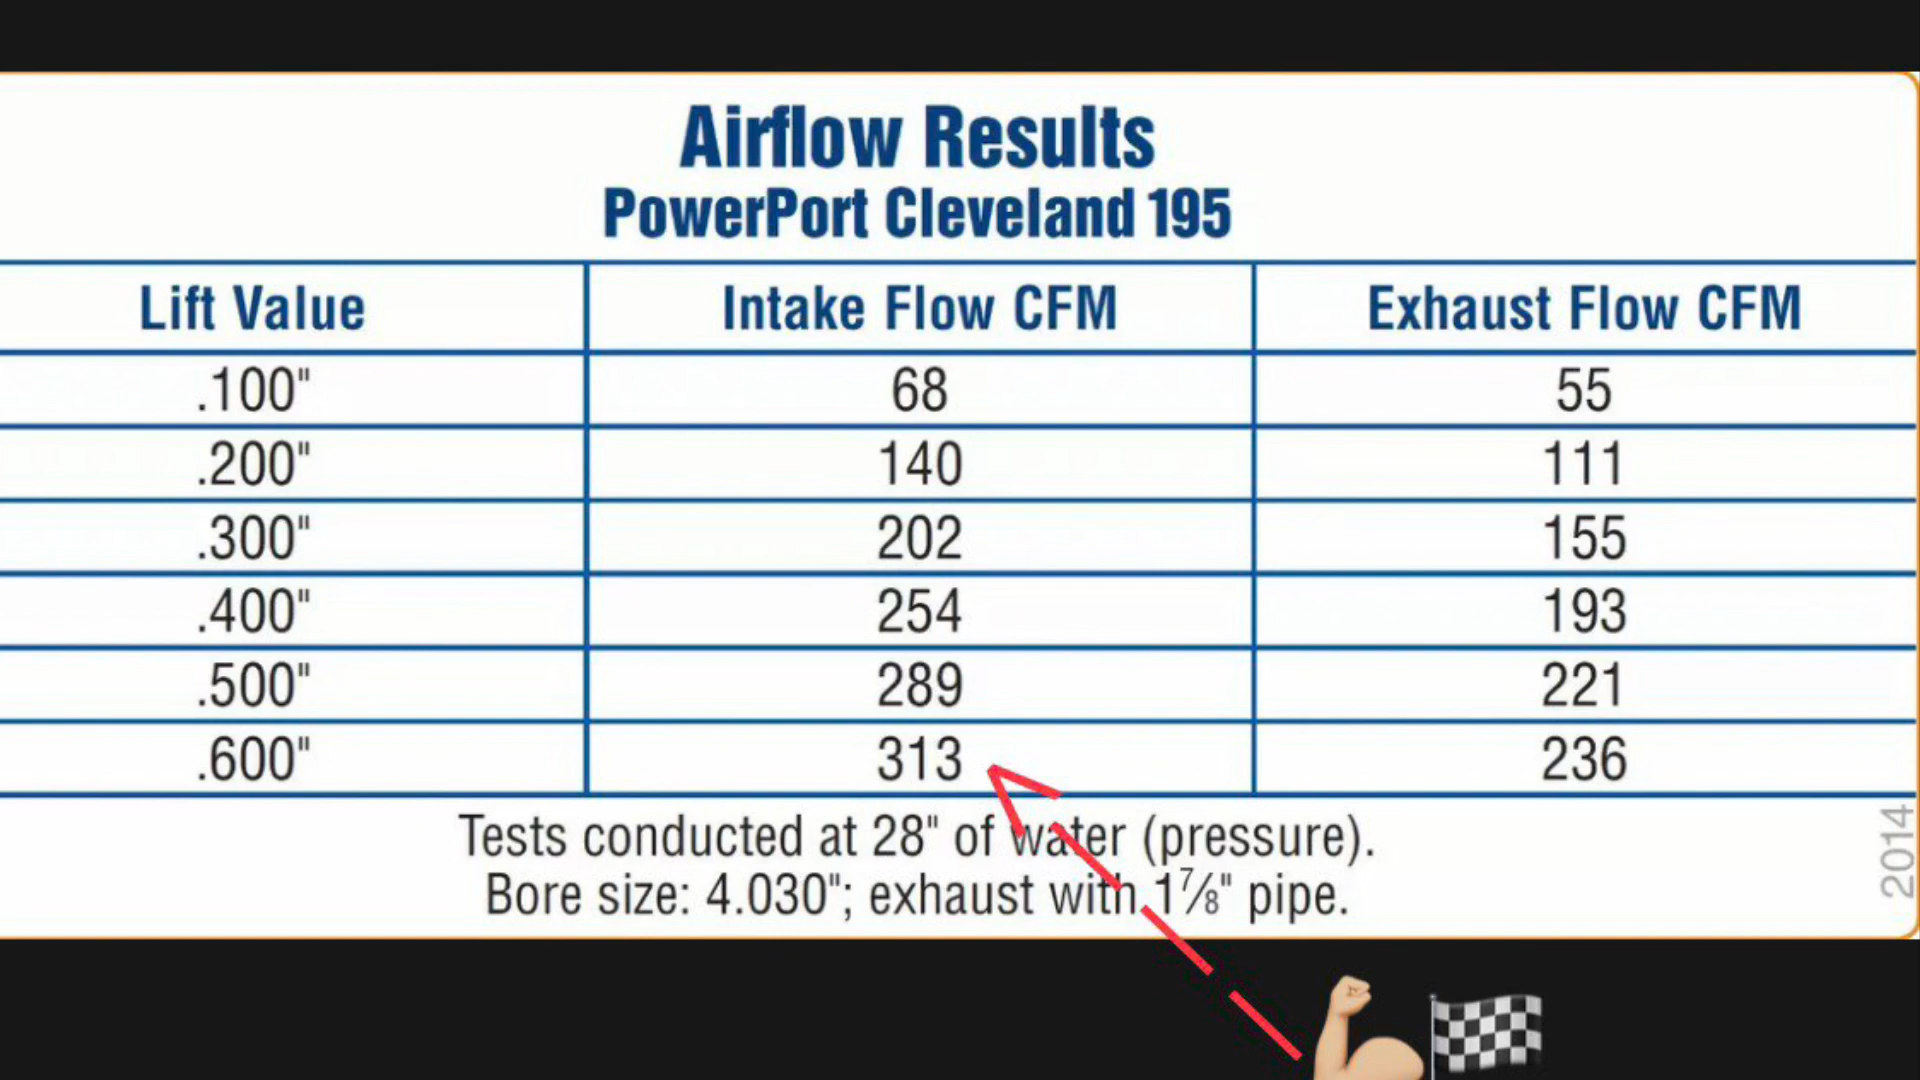 Airflow Results
PowerPort Cleveland 195
Lift Value Intake Flow CFM Exhaust Flow CFM
.100" 68 55
.200" 140 111
.300" 202 155
.400" 254 193
.500" 289 221
.600" 313 236
Tests conducted at 28" of water (pressure).
Bore size: 4.030"; exhaust with 1⅞" pipe.
2014